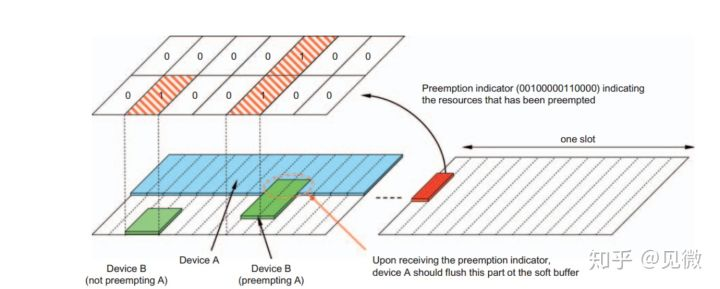 0 0 0 0 1 0 0
0 1 0 0 1 0 0
Preemption indicator (00100000110000) indicating
the resources that has been preempted
one slot
Device B
(not preempting A)
Device A
Device B
(preempting A)
Upon receiving the preemption indicator,
device A should flush this part ot the soft buffer
知乎 @见微